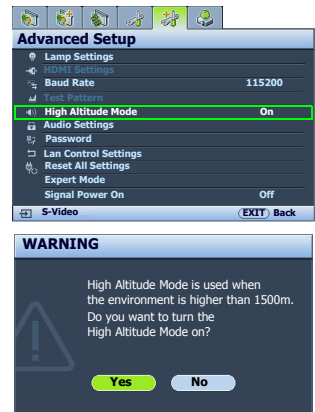 Advanced Setup
Lamp Settings
HDMI Settings
Baud Rate 115200
Test Pattern
High Altitude Mode On
Audio Settings
Password
Lan Control Settings
Reset All Settings
Expert Mode
Signal Power On Off
S-Video EXIT Back
WARNING
High Altitude Mode is used when
the environment is higher than 1500m.
Do you want to turn the
High Altitude Mode on?
Yes No